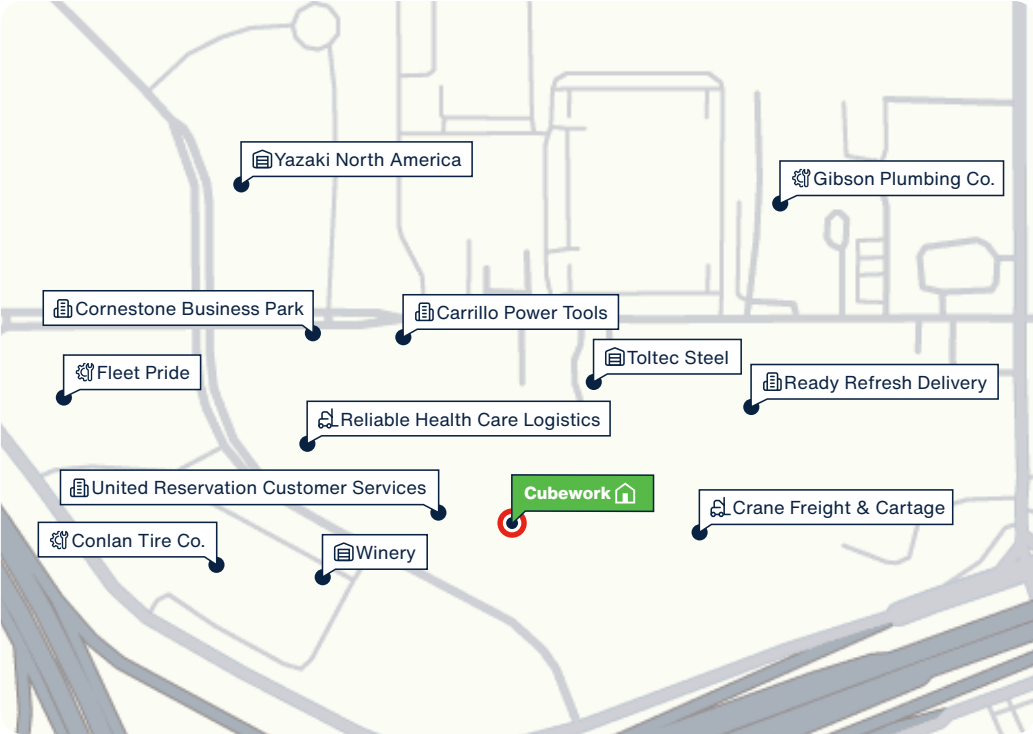 Yazaki North America
Gibson Plumbing Co.
Cornestone Business Park
Carrillo Power Tools
Toltec Steel
Fleet Pride
Ready Refresh Delivery
Reliable Health Care Logistics
United Reservation Customer Services
Cubework
Crane Freight & Cartage
Conlan Tire Co.
Winery